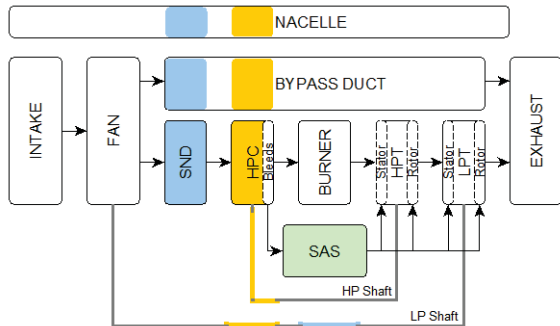 NACELLE
BYPASS DUCT
INTAKE
FAN
SND
HPC
Bleeds
BURNER
Stator
HPT
Rotor
Stator
LPT
Rotor
EXHAUST
SAS
HP Shaft
LP Shaft